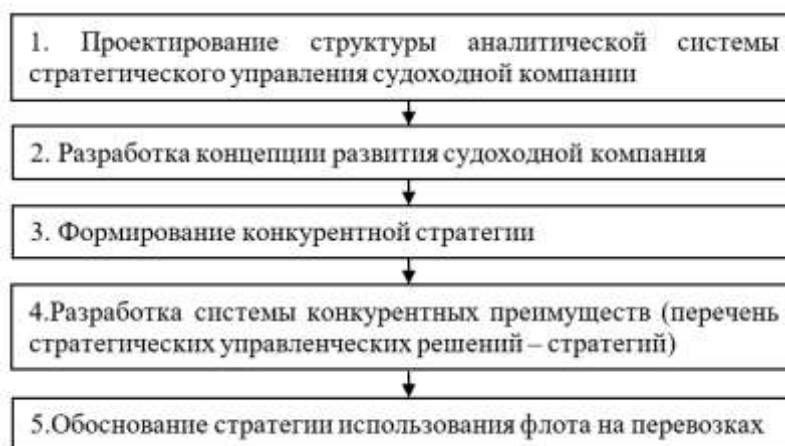 1. Проектирование структуры аналитической системы
стратегического управления судоходной компании
2. Разработка концепции развития судоходной компания
3. Формирование конкурентной стратегии
4.Разработка системы конкурентных преимуществ (перечень
стратегических управленческих решений – стратегий)
5.Обоснование стратегии использования флота на перевозках